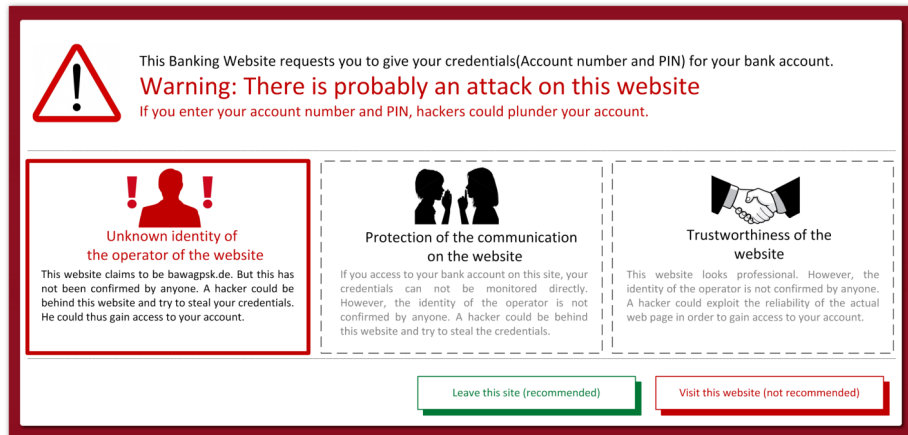 This Banking Website requests you to give your credentials(Account number and PIN) for your bank account.
Warning: There is probably an attack on this website
If you enter your account number and PIN, hackers could plunder your account.
Unknown identity of
the operator of the website
This website claims to be bawagpsk.de. But this has
not been confirmed by anyone. A hacker could be
behind this website and try to steal your credentials.
He could thus gain access to your account.
Protection of the communication
on the website
If you access to your bank account on this site, your
credentials can not be monitored directly.
However, the identity of the operator is not
confirmed by anyone. A hacker could be behind
this website and try to steal the credentials.
Trustworthiness of the
website
This website looks professional. However, the
identity of the operator is not confirmed by anyone.
A hacker could exploit the reliability of the actual
web page in order to gain access to your account.
Leave this site (recommended)
Visit this website (not recommended)